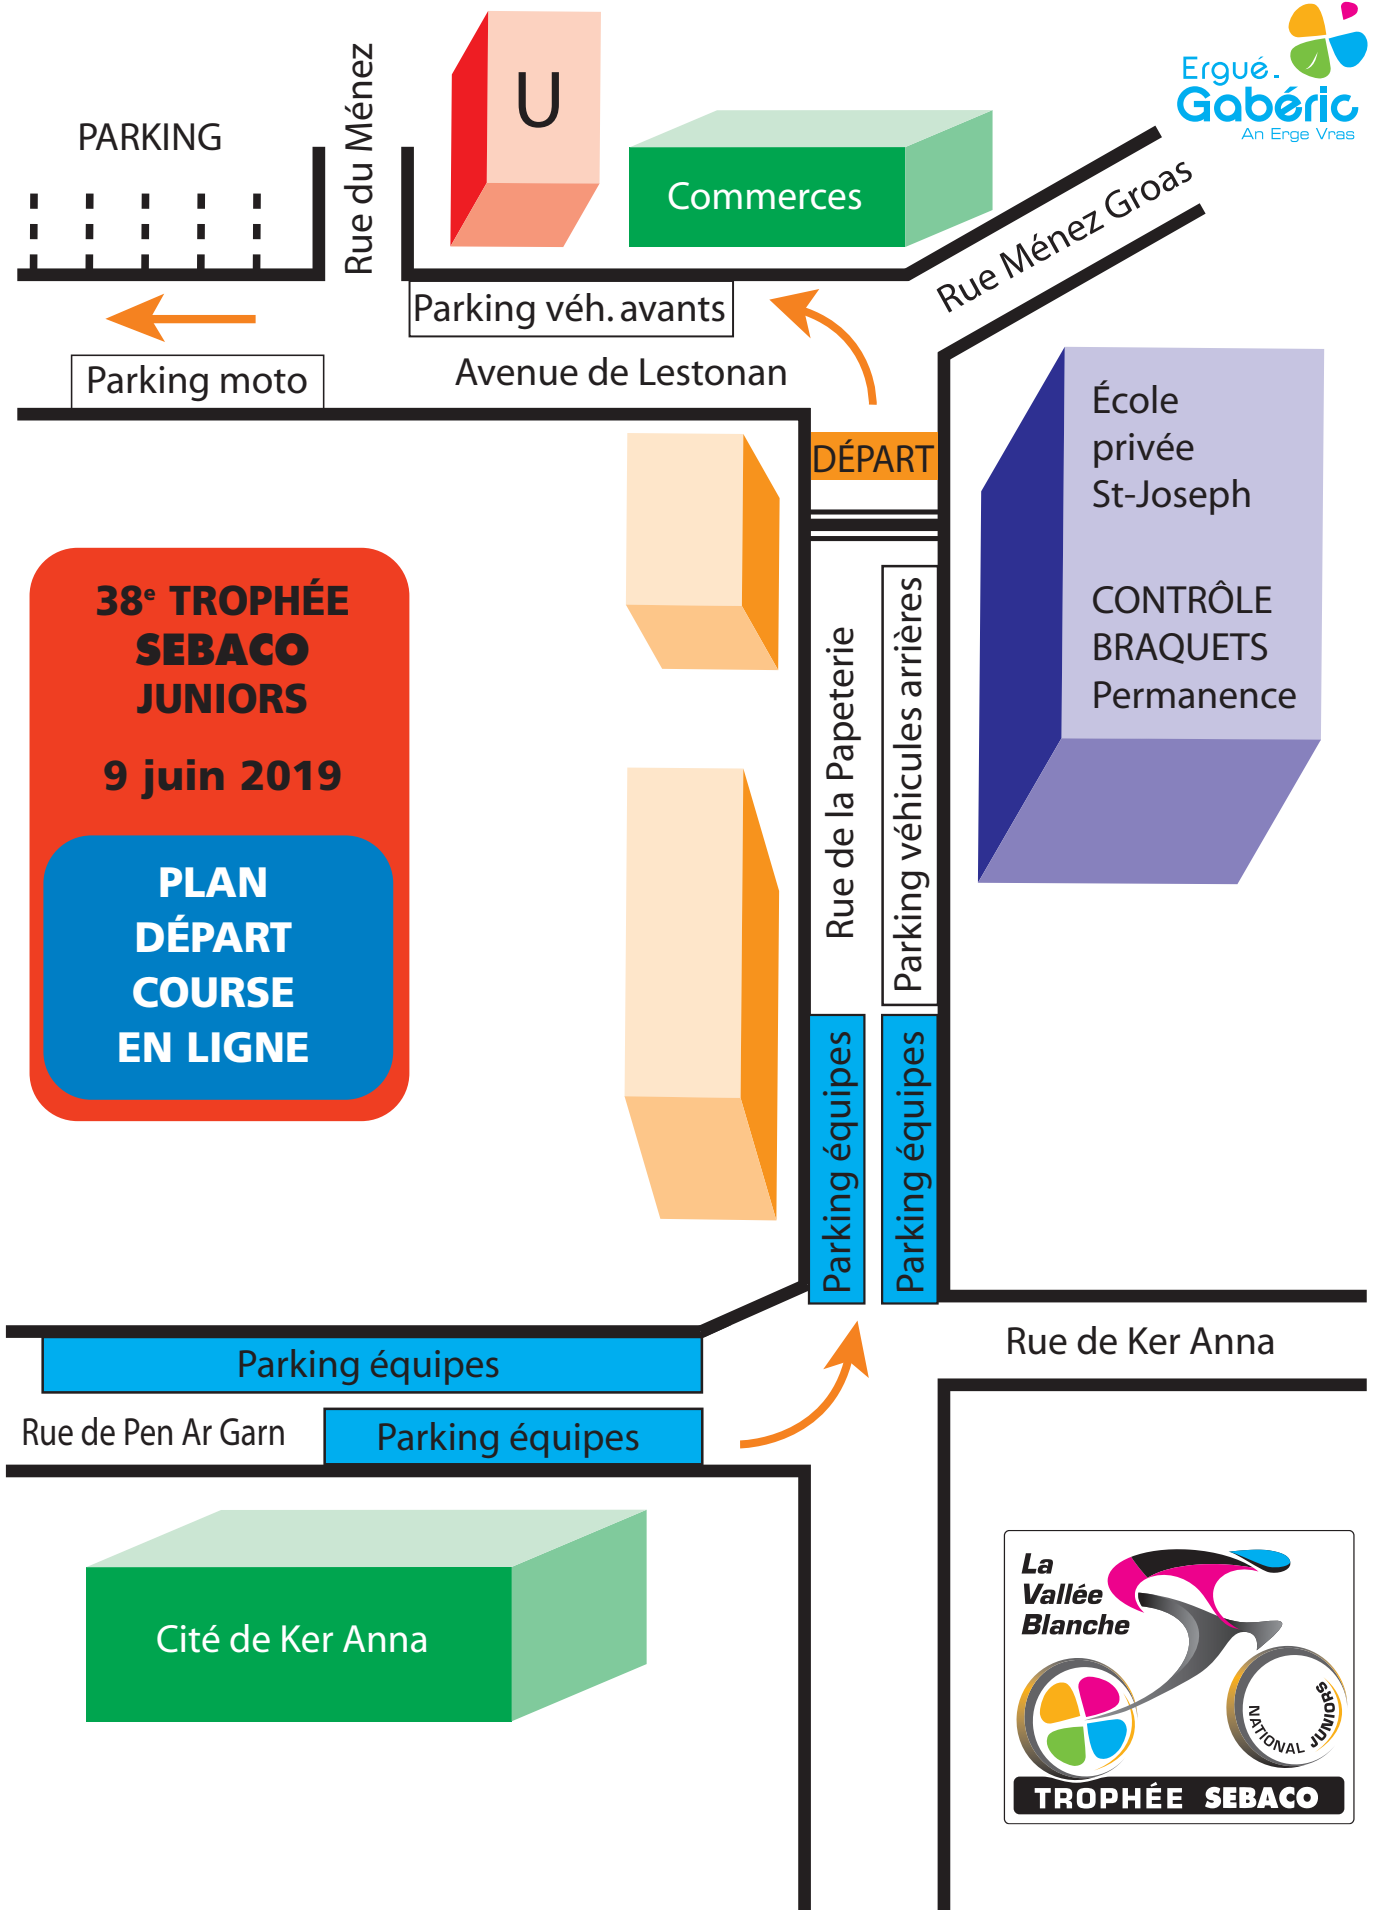 Ergué-
Gabéric
An Erge Vras
PARKING
Rue du Ménez
U
Commerces
Rue Ménez Groas
Parking véh. avants
Parking moto
Avenue de Lestonan
DÉPART
École
privée
St-Joseph
CONTRÔLE
BRAQUETS
Permanence
38e TROPHÉE
SEBACO
JUNIORS
9 juin 2019
PLAN
DÉPART
COURSE
EN LIGNE
Rue de la Papeterie
Parking véhicules arrières
Parking équipes
Parking équipes
Rue de Ker Anna
Parking équipes
Rue de Pen Ar Garn
Parking équipes
Cité de Ker Anna
La
Vallée
Blanche
NATIONAL JUNIORS
TROPHÉE SEBACO